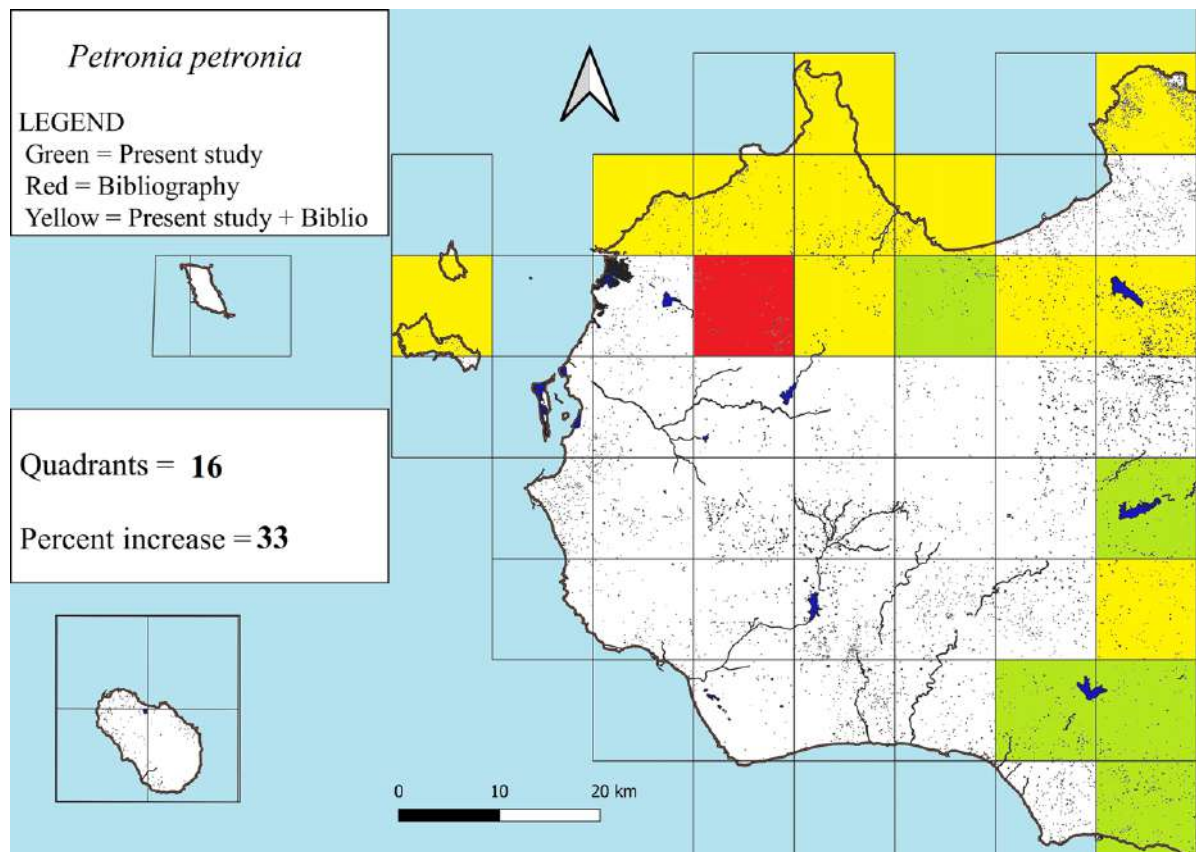 Petronia petronia
LEGEND
Green = Present study
Red = Bibliography
Yellow = Present study + Biblio
Quadrants = 16
Percent increase = 33
0 10 20 km